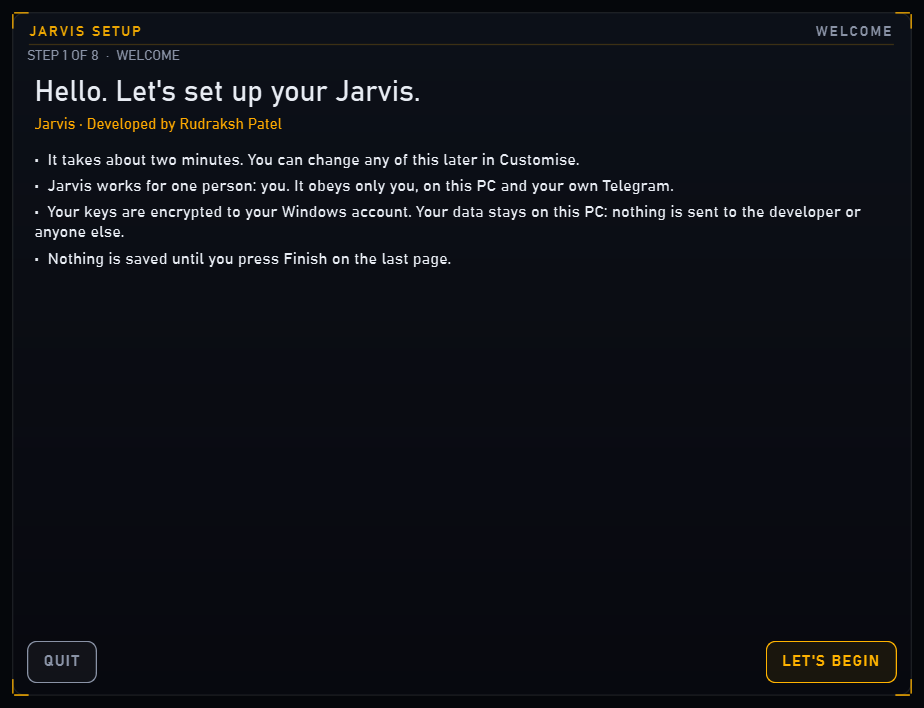 JARVIS SETUP
WELCOME
STEP 1 OF 8 · WELCOME
Hello. Let's set up your Jarvis.
Jarvis · Developed by Rudraksh Patel
· It takes about two minutes. You can change any of this later in Customise.
· Jarvis works for one person: you. It obeys only you, on this PC and your own Telegram.
· Your keys are encrypted to your Windows account. Your data stays on this PC: nothing is sent to the developer or
anyone else.
· Nothing is saved until you press Finish on the last page.
QUIT
LET'S BEGIN